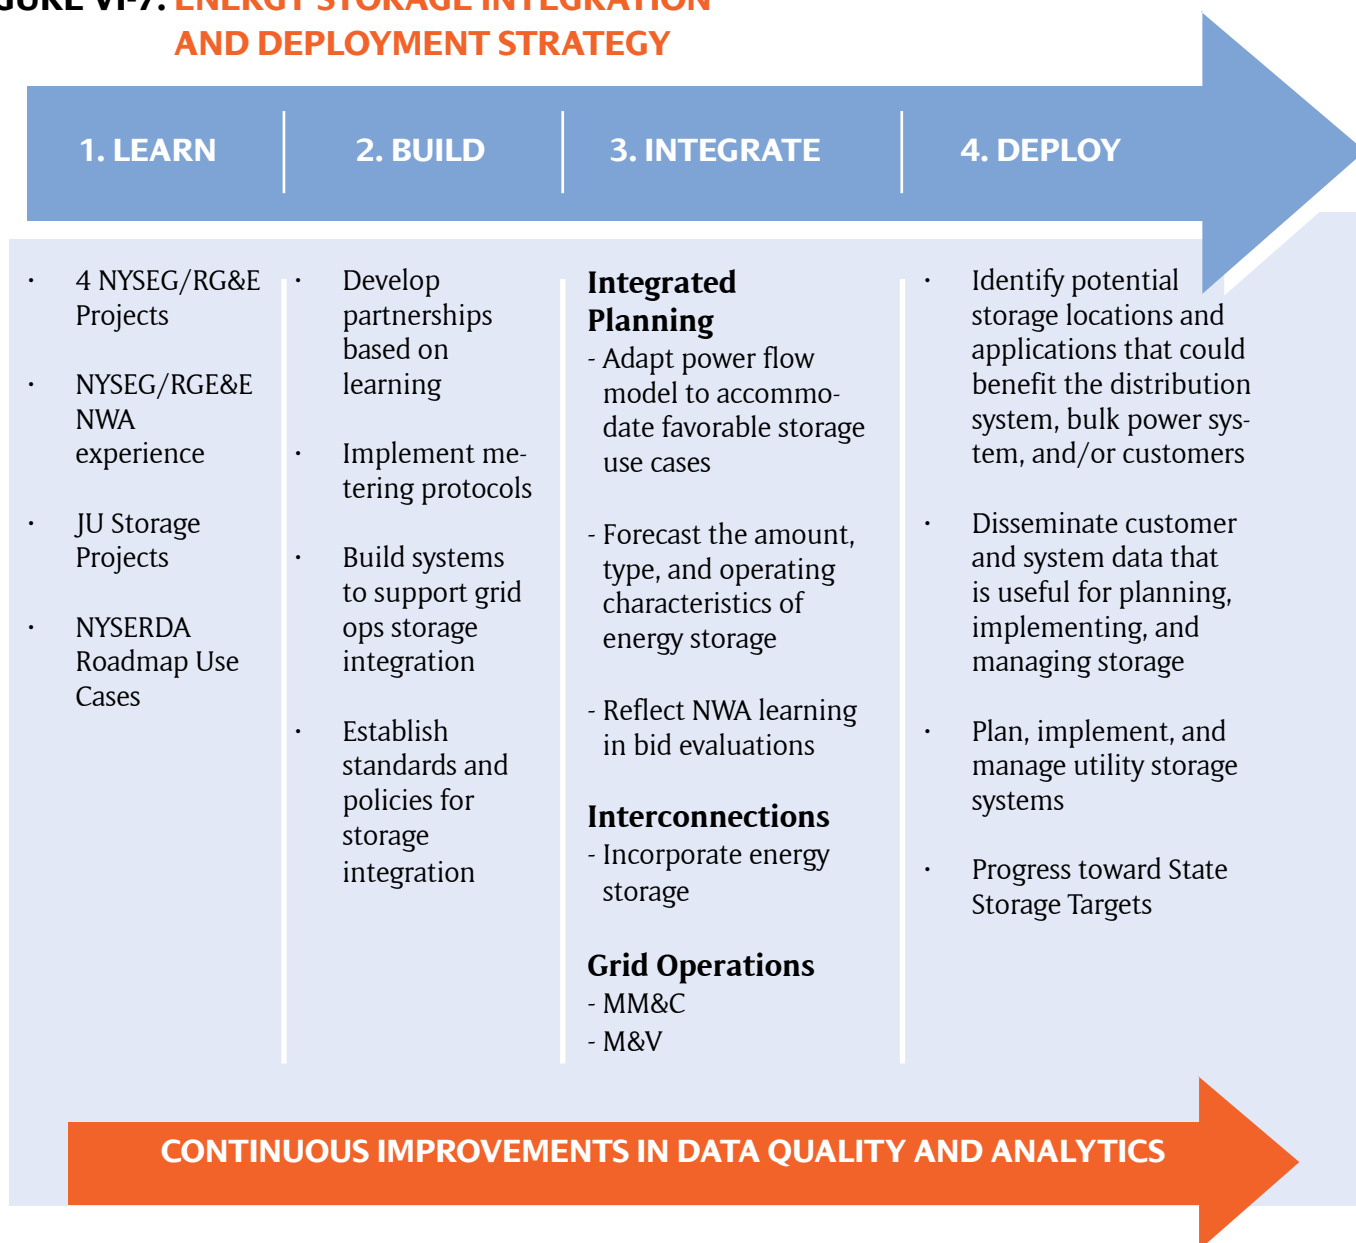 GURE VI-7: ENERGY STORAGE INTEGRATION
AND DEPLOYMENT STRATEGY
1. LEARN
2. BUILD
3. INTEGRATE
4. DEPLOY
· 4 NYSEG/RG&E
Projects
· NYSEG/RGE&E
NWA
experience
· JU Storage
Projects
· NYSERDA
Roadmap Use
Cases
· Develop
partnerships
based on
learning
· Implement me-
tering protocols
· Build systems
to support grid
ops storage
integration
· Establish
standards and
policies for
storage
integration
Integrated
Planning
- Adapt power flow
model to accommo-
date favorable storage
use cases
- Forecast the amount,
type, and operating
characteristics of
energy storage
- Reflect NWA learning
in bid evaluations
Interconnections
- Incorporate energy
storage
Grid Operations
- MM&C
- M&V
· Identify potential
storage locations and
applications that could
benefit the distribution
system, bulk power sys-
tem, and/or customers
· Disseminate customer
and system data that
is useful for planning,
implementing, and
managing storage
· Plan, implement, and
manage utility storage
systems
· Progress toward State
Storage Targets
CONTINUOUS IMPROVEMENTS IN DATA QUALITY AND ANALYTICS